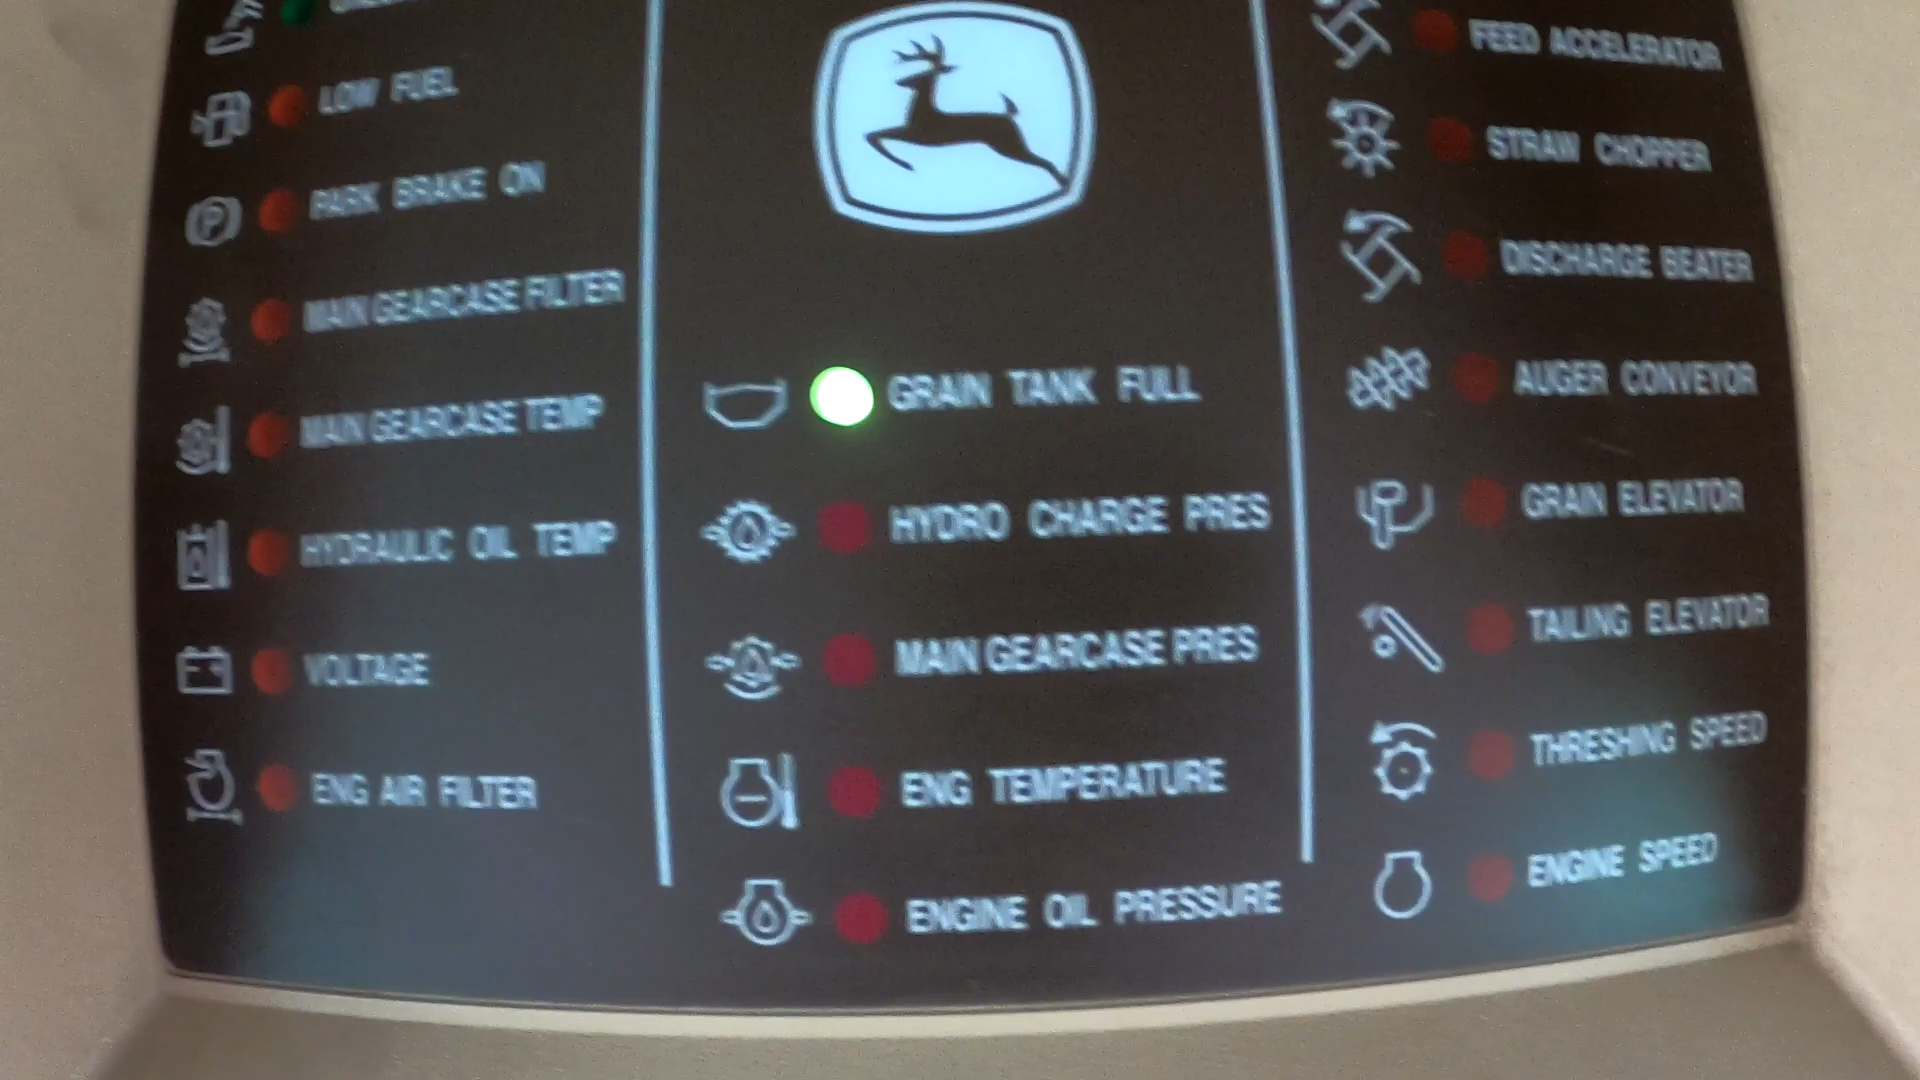 LOW FUEL
PARK BRAKE ON
MAIN GEARCASE FILTER
MAIN GEARCASE TEMP
HYDRAULIC OIL TEMP
VOLTAGE
ENG AIR FILTER
GRAIN TANK FULL
HYDRO CHARGE PRES
MAIN GEARCASE PRES
ENG TEMPERATURE
ENGINE OIL PRESSURE
FEED ACCELERATOR
STRAW CHOPPER
DISCHARGE BEATER
AUGER CONVEYOR
GRAIN ELEVATOR
TAILING ELEVATOR
THRESHING SPEED
ENGINE SPEED